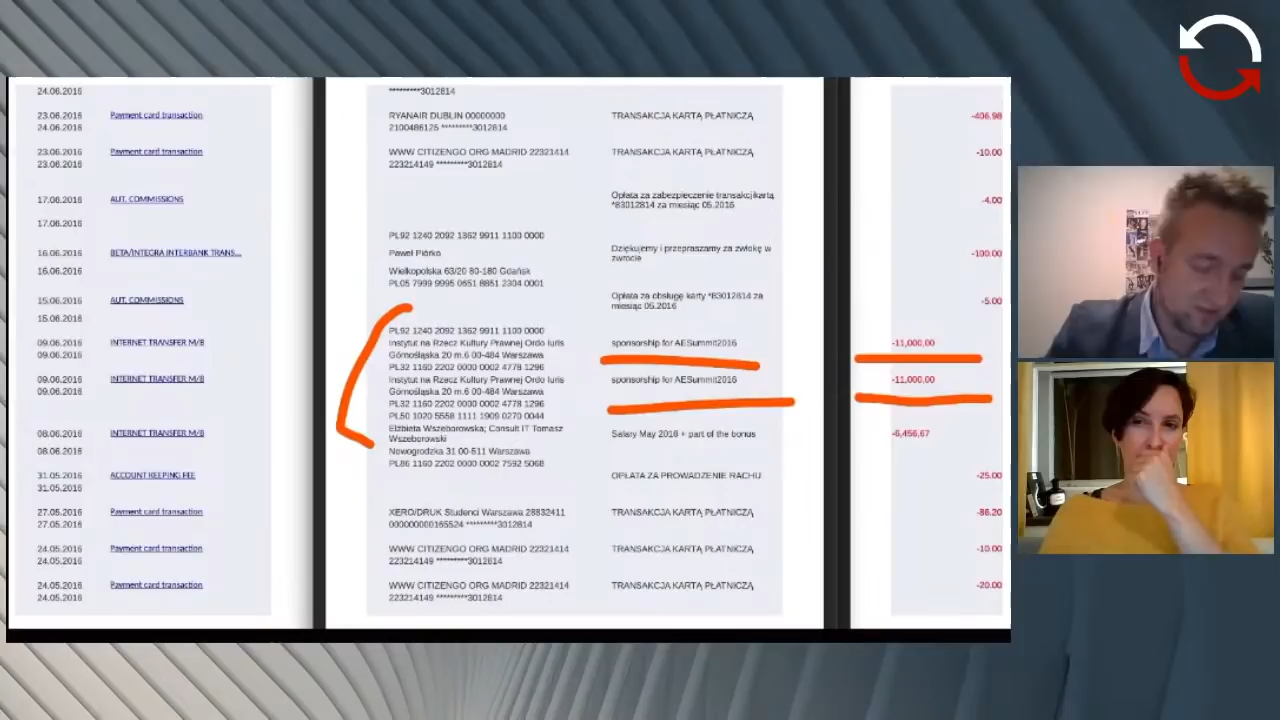 24.06.2016 *********3012814
23.06.2016 Payment card transaction RYANAIR DUBLIN 00000000 TRANSAKCJA KARTĄ PŁATNICZĄ -406.98
24.06.2016 2100486125 *********3012814
23.06.2016 Payment card transaction WWW CITIZENGO ORG MADRID 22321414 TRANSAKCJA KARTĄ PŁATNICZĄ -10.00
23.06.2016 223214149 *********3012814
17.06.2016 AUT. COMMISSIONS Opłata za zabezpieczenie transakcji kartą -4.00
*83012814 za miesiąc 05.2016
17.06.2016
PL92 1240 2092 1362 9911 1100 0000
16.06.2016 BETA/INTEGRA INTERBANK TRANS... Paweł Piórko Dziękujemy i przepraszamy za zwłokę w -100.00
zwrocie
16.06.2016 Wielkopolska 63/20 80-180 Gdańsk
PL05 7999 9995 0651 8851 2304 0001
15.06.2016 AUT. COMMISSIONS Opłata za obsługę karty *83012814 za -5.00
miesiąc 05.2016
15.06.2016
PL92 1240 2092 1362 9911 1100 0000
09.06.2016 INTERNET TRANSFER M/B Instytut na Rzecz Kultury Prawnej Ordo Iuris sponsorship for AESummit2016 -11,000,00
09.06.2016 Górnośląska 20 m.6 00-484 Warszawa
PL32 1160 2202 0000 0002 4778 1296
09.06.2016 INTERNET TRANSFER M/B Instytut na Rzecz Kultury Prawnej Ordo Iuris sponsorship for AESummit2016 -11,000,00
09.06.2016 Górnośląska 20 m.6 00-484 Warszawa
PL32 1160 2202 0000 0002 4778 1296
PL50 1020 5558 1111 1909 0270 0044
08.06.2016 INTERNET TRANSFER M/B Elżbieta Wszeborowska; Consult IT Tomasz Salary May 2016 + part of the bonus -6,456,67
Wszeborowski
08.06.2016 Nowogrodzka 31 00-511 Warszawa
PL86 1160 2202 0000 0002 7592 5068
31.05.2016 ACCOUNT KEEPING FEE OPŁATA ZA PROWADZENIE RACHU -25.00
31.05.2016
27.05.2016 Payment card transaction XERO/DRUK Studenci Warszawa 28832411 TRANSAKCJA KARTĄ PŁATNICZĄ -86.20
27.05.2016 000000000165524 *********3012814
24.05.2016 Payment card transaction WWW CITIZENGO ORG MADRID 22321414 TRANSAKCJA KARTĄ PŁATNICZĄ -10.00
24.05.2016 223214149 *********3012814
24.05.2016 Payment card transaction WWW CITIZENGO ORG MADRID 22321414 TRANSAKCJA KARTĄ PŁATNICZĄ -20.00
24.05.2016 223214149 *********3012814